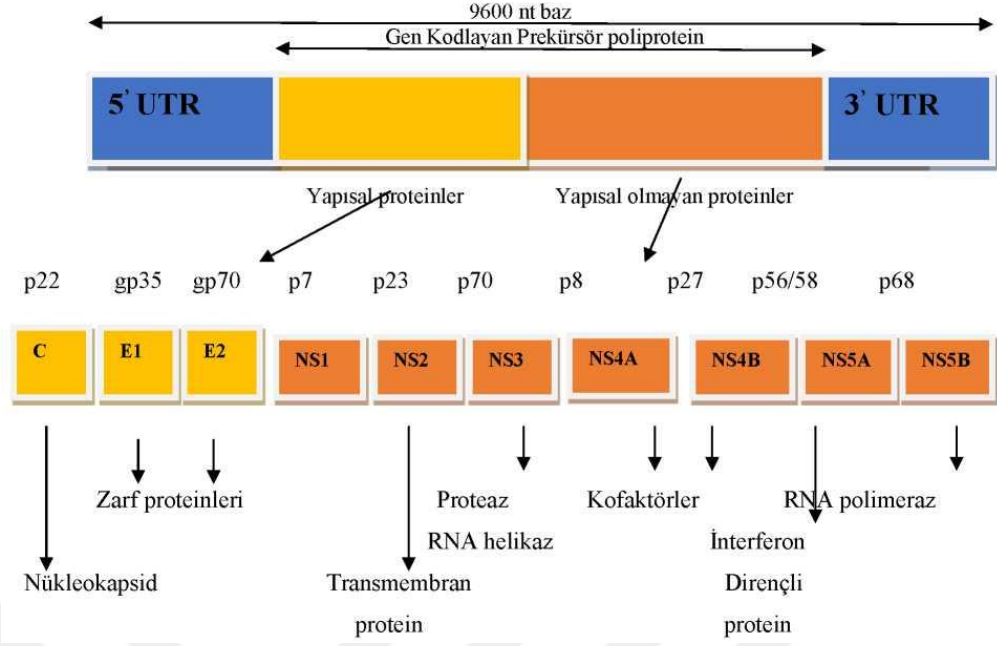 9600 nt baz
Gen Kodlayan Prekürsör poliprotein
5' UTR
3' UTR
Yapısal proteinler
Yapısal olmayan proteinler
p22 gp35 gp70 p7 p23 p70 p8 p27 p56/58 p68
C E1 E2 NS1 NS2 NS3 NS4A NS4B NS5A NS5B
Zarf proteinleri Proteaz Kofaktörler RNA polimeraz
RNA helikaz İnterferon
Nükleokapsid Transmembran Dirençli
protein protein